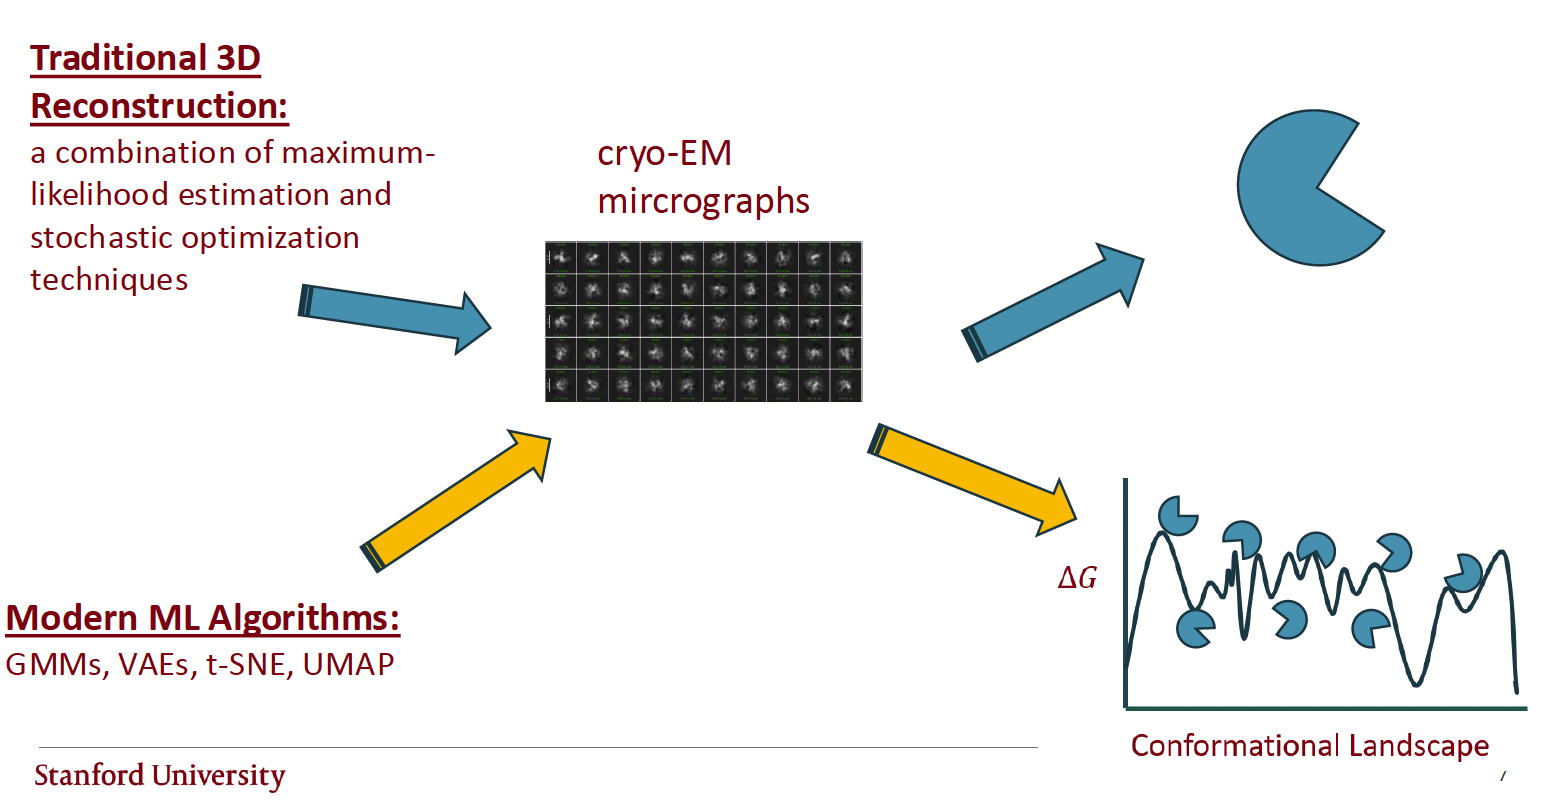 Traditional 3D
Reconstruction:
a combination of maximum-
likelihood estimation and
stochastic optimization
techniques
cryo-EM
mircrographs
ΔG
Modern ML Algorithms:
GMMs, VAEs, t-SNE, UMAP
Conformational Landscape
Stanford University
7